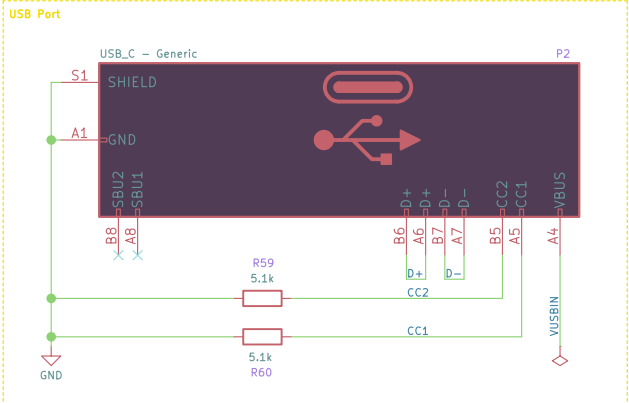 USB Port
USB_C - Generic
P2
S1
SHIELD
A1
GND
SBU2
SBU1
D+
D+
D-
D-
CC2
CC1
VBUS
B8
A8
B6
A6
B7
A7
B5
A5
A4
D+
D-
R59
5.1k
CC2
VUSBIN
CC1
5.1k
R60
GND